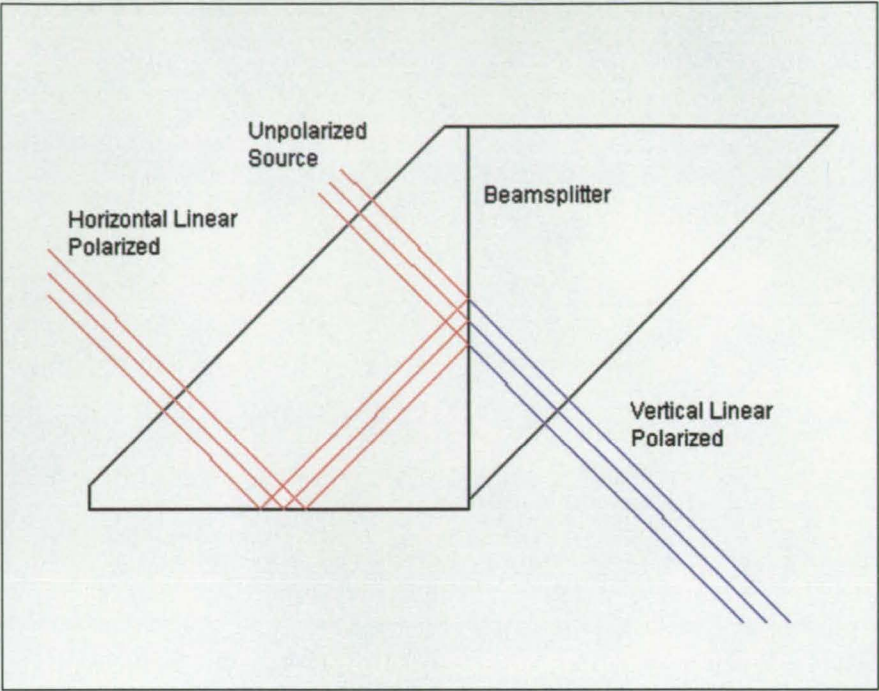 Unpolarized
Source
Beamsplitter
Horizontal Linear
Polarized
Vertical Linear
Polarized